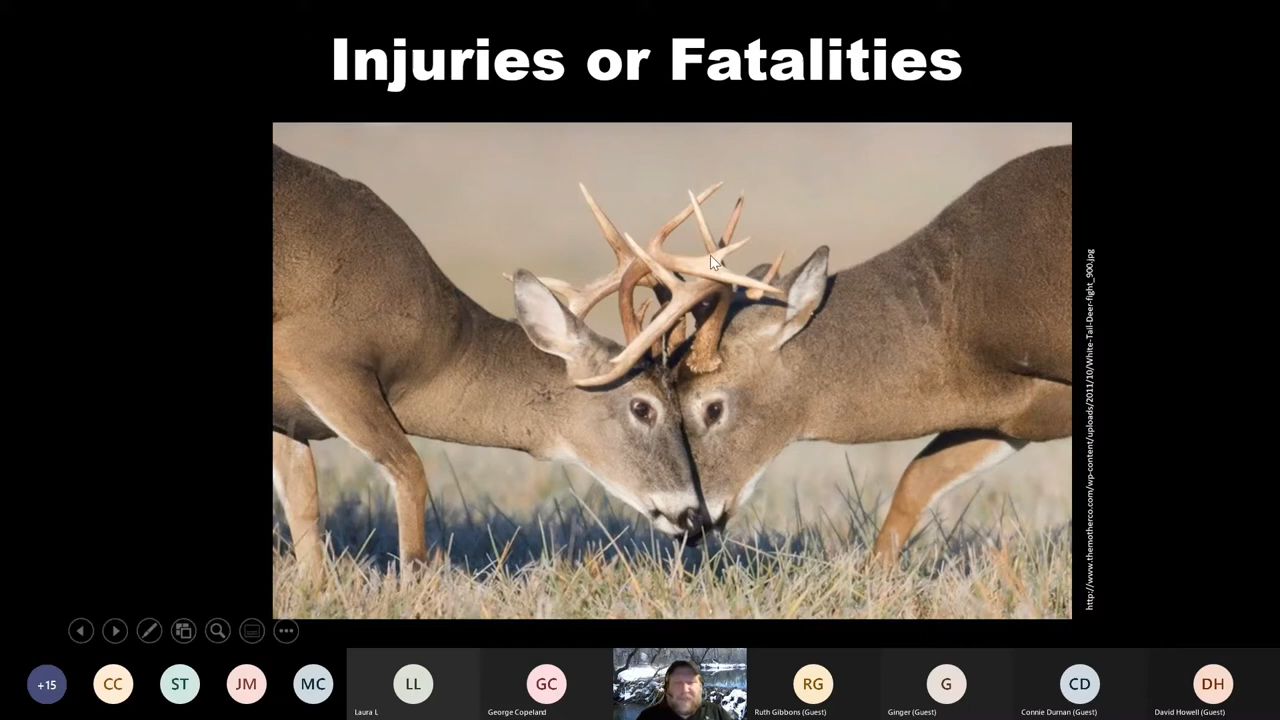 Injuries or Fatalities
http://www.themotherco.com/wp-content/uploads/2011/10/White-Tail-Deer-fight_900.jpg
+15
CC
ST
JM
MC
LL
GC
RG
G
CD
DH
Laura L
George Copeland
Ruth Gibbons (Guest)
Ginger (Guest)
Connie Durnan (Guest)
David Howell (Guest)